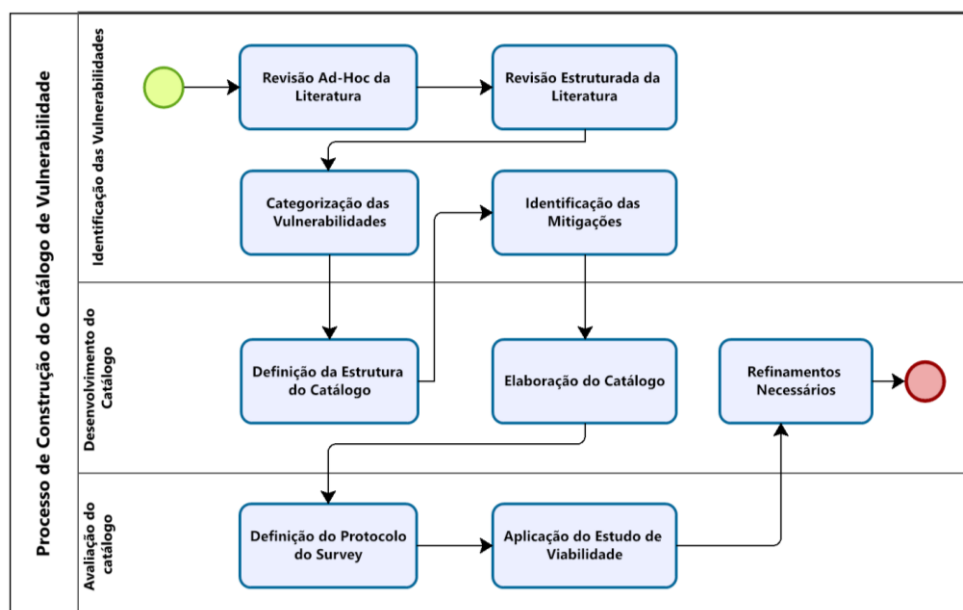 Processo de Construção do Catálogo de Vulnerabilidade
Identificação das Vulnerabilidades
Revisão Ad-Hoc da
Literatura
Revisão Estruturada da
Literatura
Categorização das
Vulnerabilidades
Identificação das
Mitigações
Desenvolvimento do
Catálogo
Definição da Estrutura
do Catálogo
Elaboração do Catálogo
Refinamentos
Necessários
Avaliação do
catálogo
Definição do Protocolo
do Survey
Aplicação do Estudo de
Viabilidade